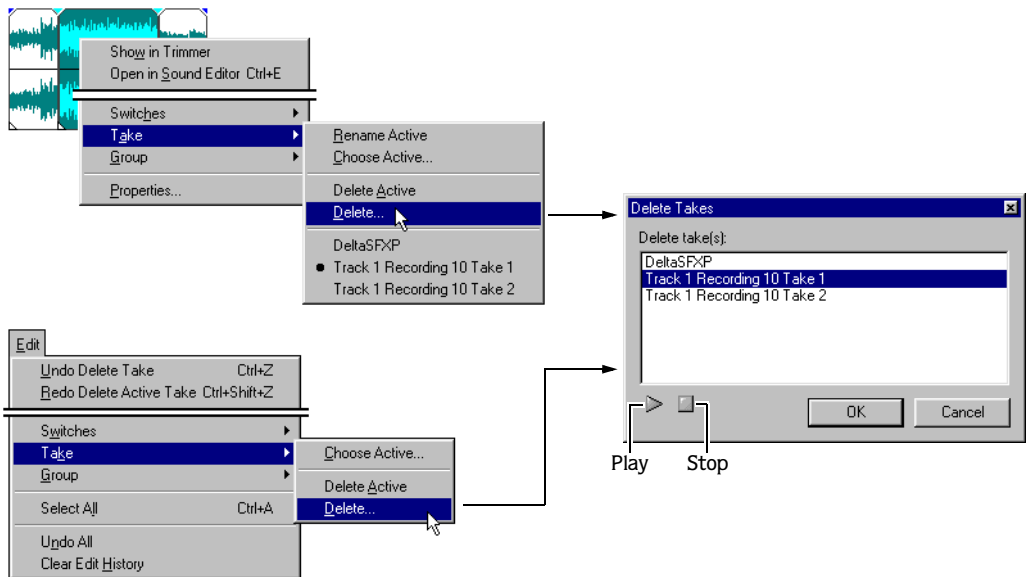 Show in Trimmer
Open in Sound Editor Ctrl+E
Switches
Take
Group
Properties...
Rename Active
Choose Active...
Delete Active
Delete...
DeltaSFXP
Track 1 Recording 10 Take 1
Track 1 Recording 10 Take 2
Delete Takes
Delete take(s):
DeltaSFXP
Track 1 Recording 10 Take 1
Track 1 Recording 10 Take 2
OK
Cancel
Play
Stop
Edit
Undo Delete Take Ctrl+Z
Redo Delete Active Take Ctrl+Shift+Z
Switches
Take
Group
Select All Ctrl+A
Undo All
Clear Edit History
Choose Active...
Delete Active
Delete...